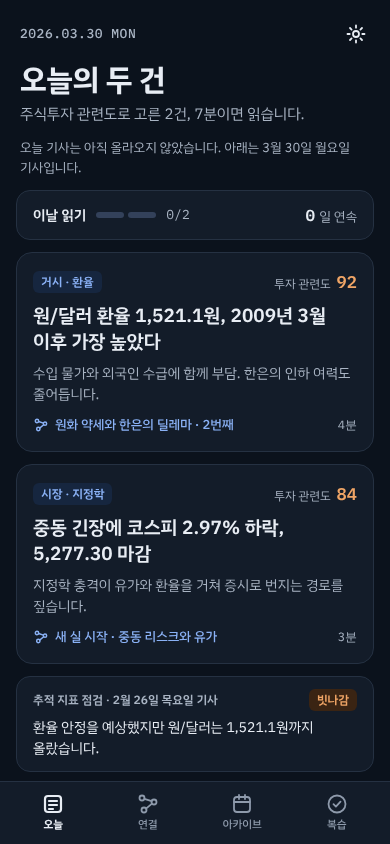 2026.03.30 MON
오늘의 두 건
주식투자 관련도로 고른 2건, 7분이면 읽습니다.
오늘 기사는 아직 올라오지 않았습니다. 아래는 3월 30일 월요일
기사입니다.
이날 읽기 0/2 0 일 연속
거시 · 환율 투자 관련도 92
원/달러 환율 1,521.1원, 2009년 3월
이후 가장 높았다
수입 물가와 외국인 수급에 함께 부담. 한은의 인하 여력도
줄어듭니다.
원화 약세와 한은의 딜레마 · 2번째 4분
시장 · 지정학 투자 관련도 84
중동 긴장에 코스피 2.97% 하락,
5,277.30 마감
지정학 충격이 유가와 환율을 거쳐 증시로 번지는 경로를
짚습니다.
새 실 시작 · 중동 리스크와 유가 3분
추적 지표 점검 · 2월 26일 목요일 기사 빗나감
환율 안정을 예상했지만 원/달러는 1,521.1원까지
올랐습니다.
오늘 연결 아카이브 복습